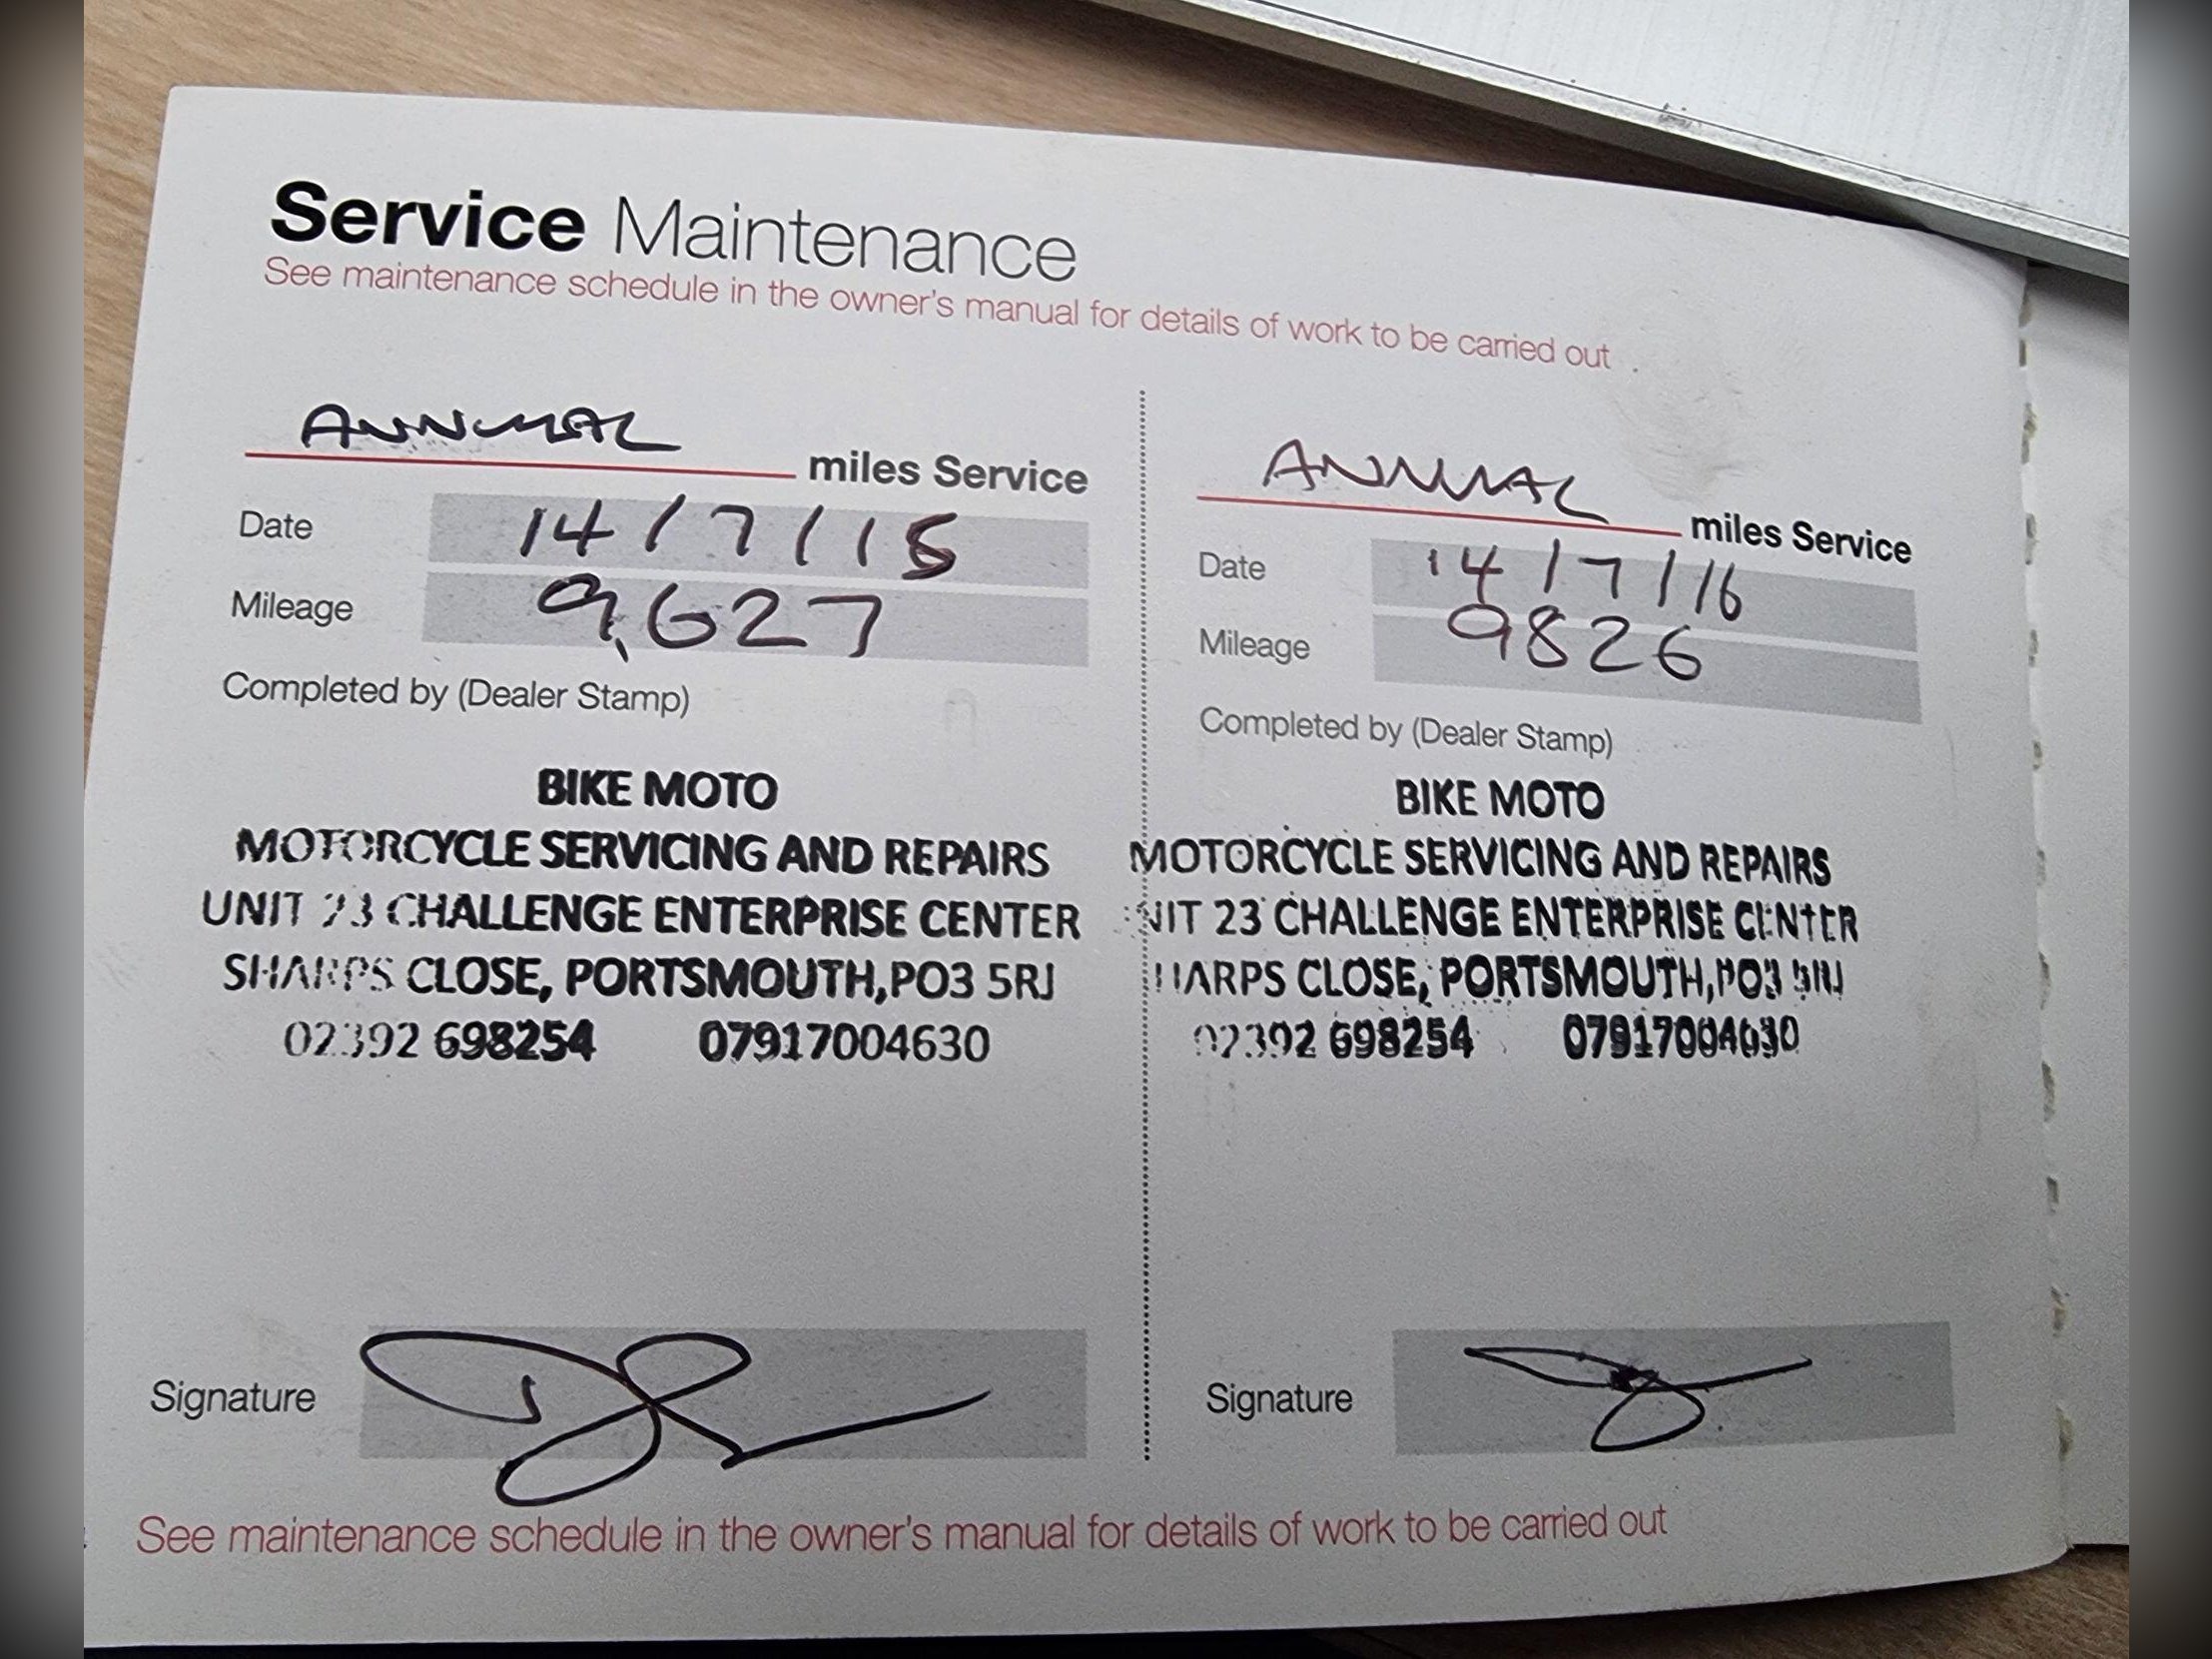 Service Maintenance
See maintenance schedule in the owner's manual for details of work to be carried out
ANNUAL miles Service
Date 14/7/15
Mileage 9,627
Completed by (Dealer Stamp)
BIKE MOTO
MOTORCYCLE SERVICING AND REPAIRS
UNIT 23 CHALLENGE ENTERPRISE CENTER
SHARPS CLOSE, PORTSMOUTH,PO3 5RJ
02392 698254 07917004630
Signature
ANNUAL miles Service
Date 14/7/16
Mileage 9826
Completed by (Dealer Stamp)
BIKE MOTO
MOTORCYCLE SERVICING AND REPAIRS
UNIT 23 CHALLENGE ENTERPRISE CENTER
SHARPS CLOSE, PORTSMOUTH,PO3 5RJ
02392 698254 07917004630
Signature
See maintenance schedule in the owner's manual for details of work to be carried out